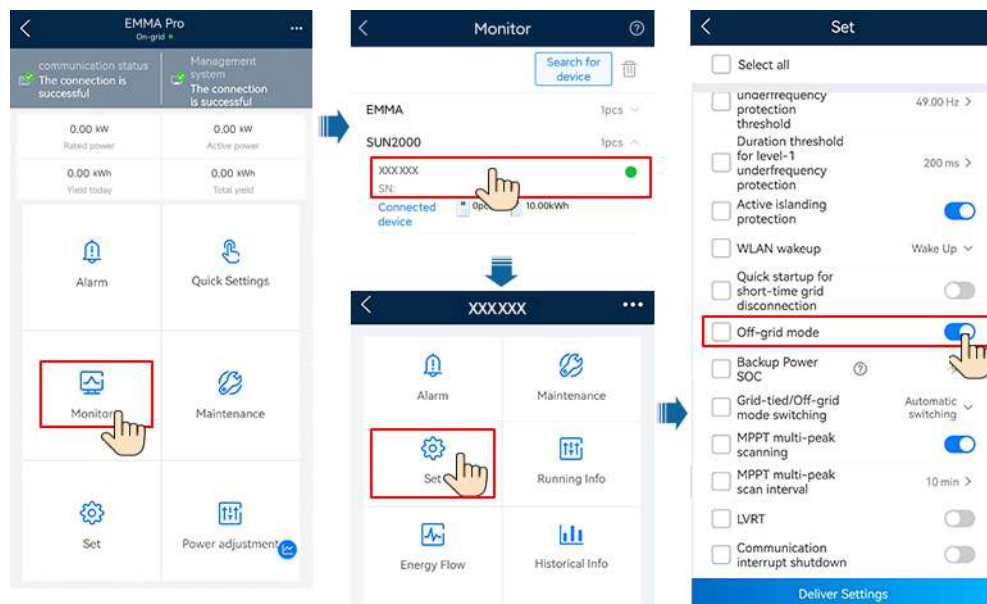 EMMA Pro
On-grid
communication status
The connection is
successful
Management
system
The connection
is successful
0.00 kW
Rated power
0.00 kW
Active power
0.00 kWh
Yield today
0.00 kWh
Total yield
Alarm
Quick Settings
Monitor
Maintenance
Set
Power adjustment
Monitor
Search for
device
EMMA
1pcs
SUN2000
1pcs
XXXXXX
SN:
Connected
device
10.00kWh
XXXXXX
Alarm
Maintenance
Set
Running Info
Energy Flow
Historical Info
Set
Select all
underfrequency
protection
threshold
49.00 Hz
Duration threshold
for level-1
underfrequency
protection
200 ms
Active islanding
protection
WLAN wakeup
Wake Up
Quick startup for
short-time grid
disconnection
Off-grid mode
Backup Power
SOC
Grid-tied/Off-grid
mode switching
Automatic
switching
MPPT multi-peak
scanning
MPPT multi-peak
scan interval
10 min
LVRT
Communication
interrupt shutdown
Deliver Settings